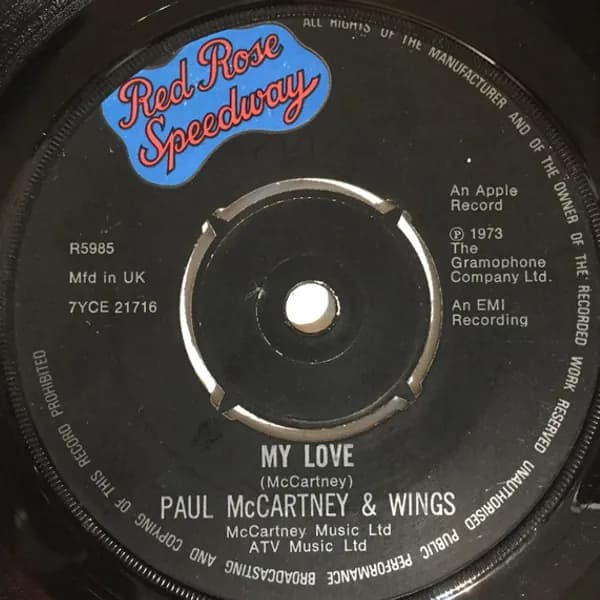 Red Rose
Speedway
ALL RIGHTS OF THE MANUFACTURER AND OF THE OWNER OF THE RECORDED WORK RESERVED UNAUTHORISED PUBLIC PERFORMANCE BROADCASTING AND COPYING OF THIS RECORD PROHIBITED
R5985
Mfd in UK
7YCE 21716
An Apple
Record
℗ 1973
The
Gramophone
Company Ltd.
An EMI
Recording
MY LOVE
(McCartney)
PAUL McCARTNEY & WINGS
McCartney Music Ltd
ATV Music Ltd